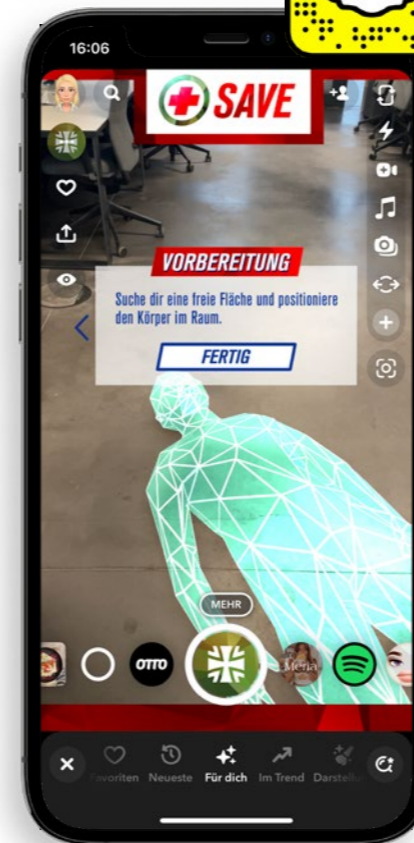 16:06
SAVE
VORBEREITUNG
Suche dir eine freie Fläche und positioniere
den Körper im Raum.
FERTIG
MEHR
OTTO
Favoriten Neueste Für dich Im Trend